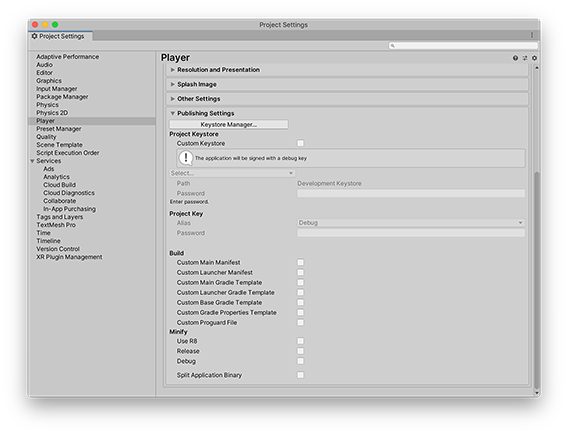 Project Settings
Project Settings
Adaptive Performance
Audio
Editor
Graphics
Input Manager
Package Manager
Physics
Physics 2D
Player
Preset Manager
Quality
Scene Template
Script Execution Order
Services
Ads
Analytics
Cloud Build
Cloud Diagnostics
Collaborate
In-App Purchasing
Tags and Layers
TextMesh Pro
Time
Timeline
Version Control
XR Plugin Management
Player
Resolution and Presentation
Splash Image
Other Settings
Publishing Settings
Keystore Manager...
Project Keystore
Custom Keystore
The application will be signed with a debug key
Select...
Path Development Keystore
Password
Enter password.
Project Key
Alias Debug
Password
Build
Custom Main Manifest
Custom Launcher Manifest
Custom Main Gradle Template
Custom Launcher Gradle Template
Custom Base Gradle Template
Custom Gradle Properties Template
Custom Proguard File
Minify
Use R8
Release
Debug
Split Application Binary